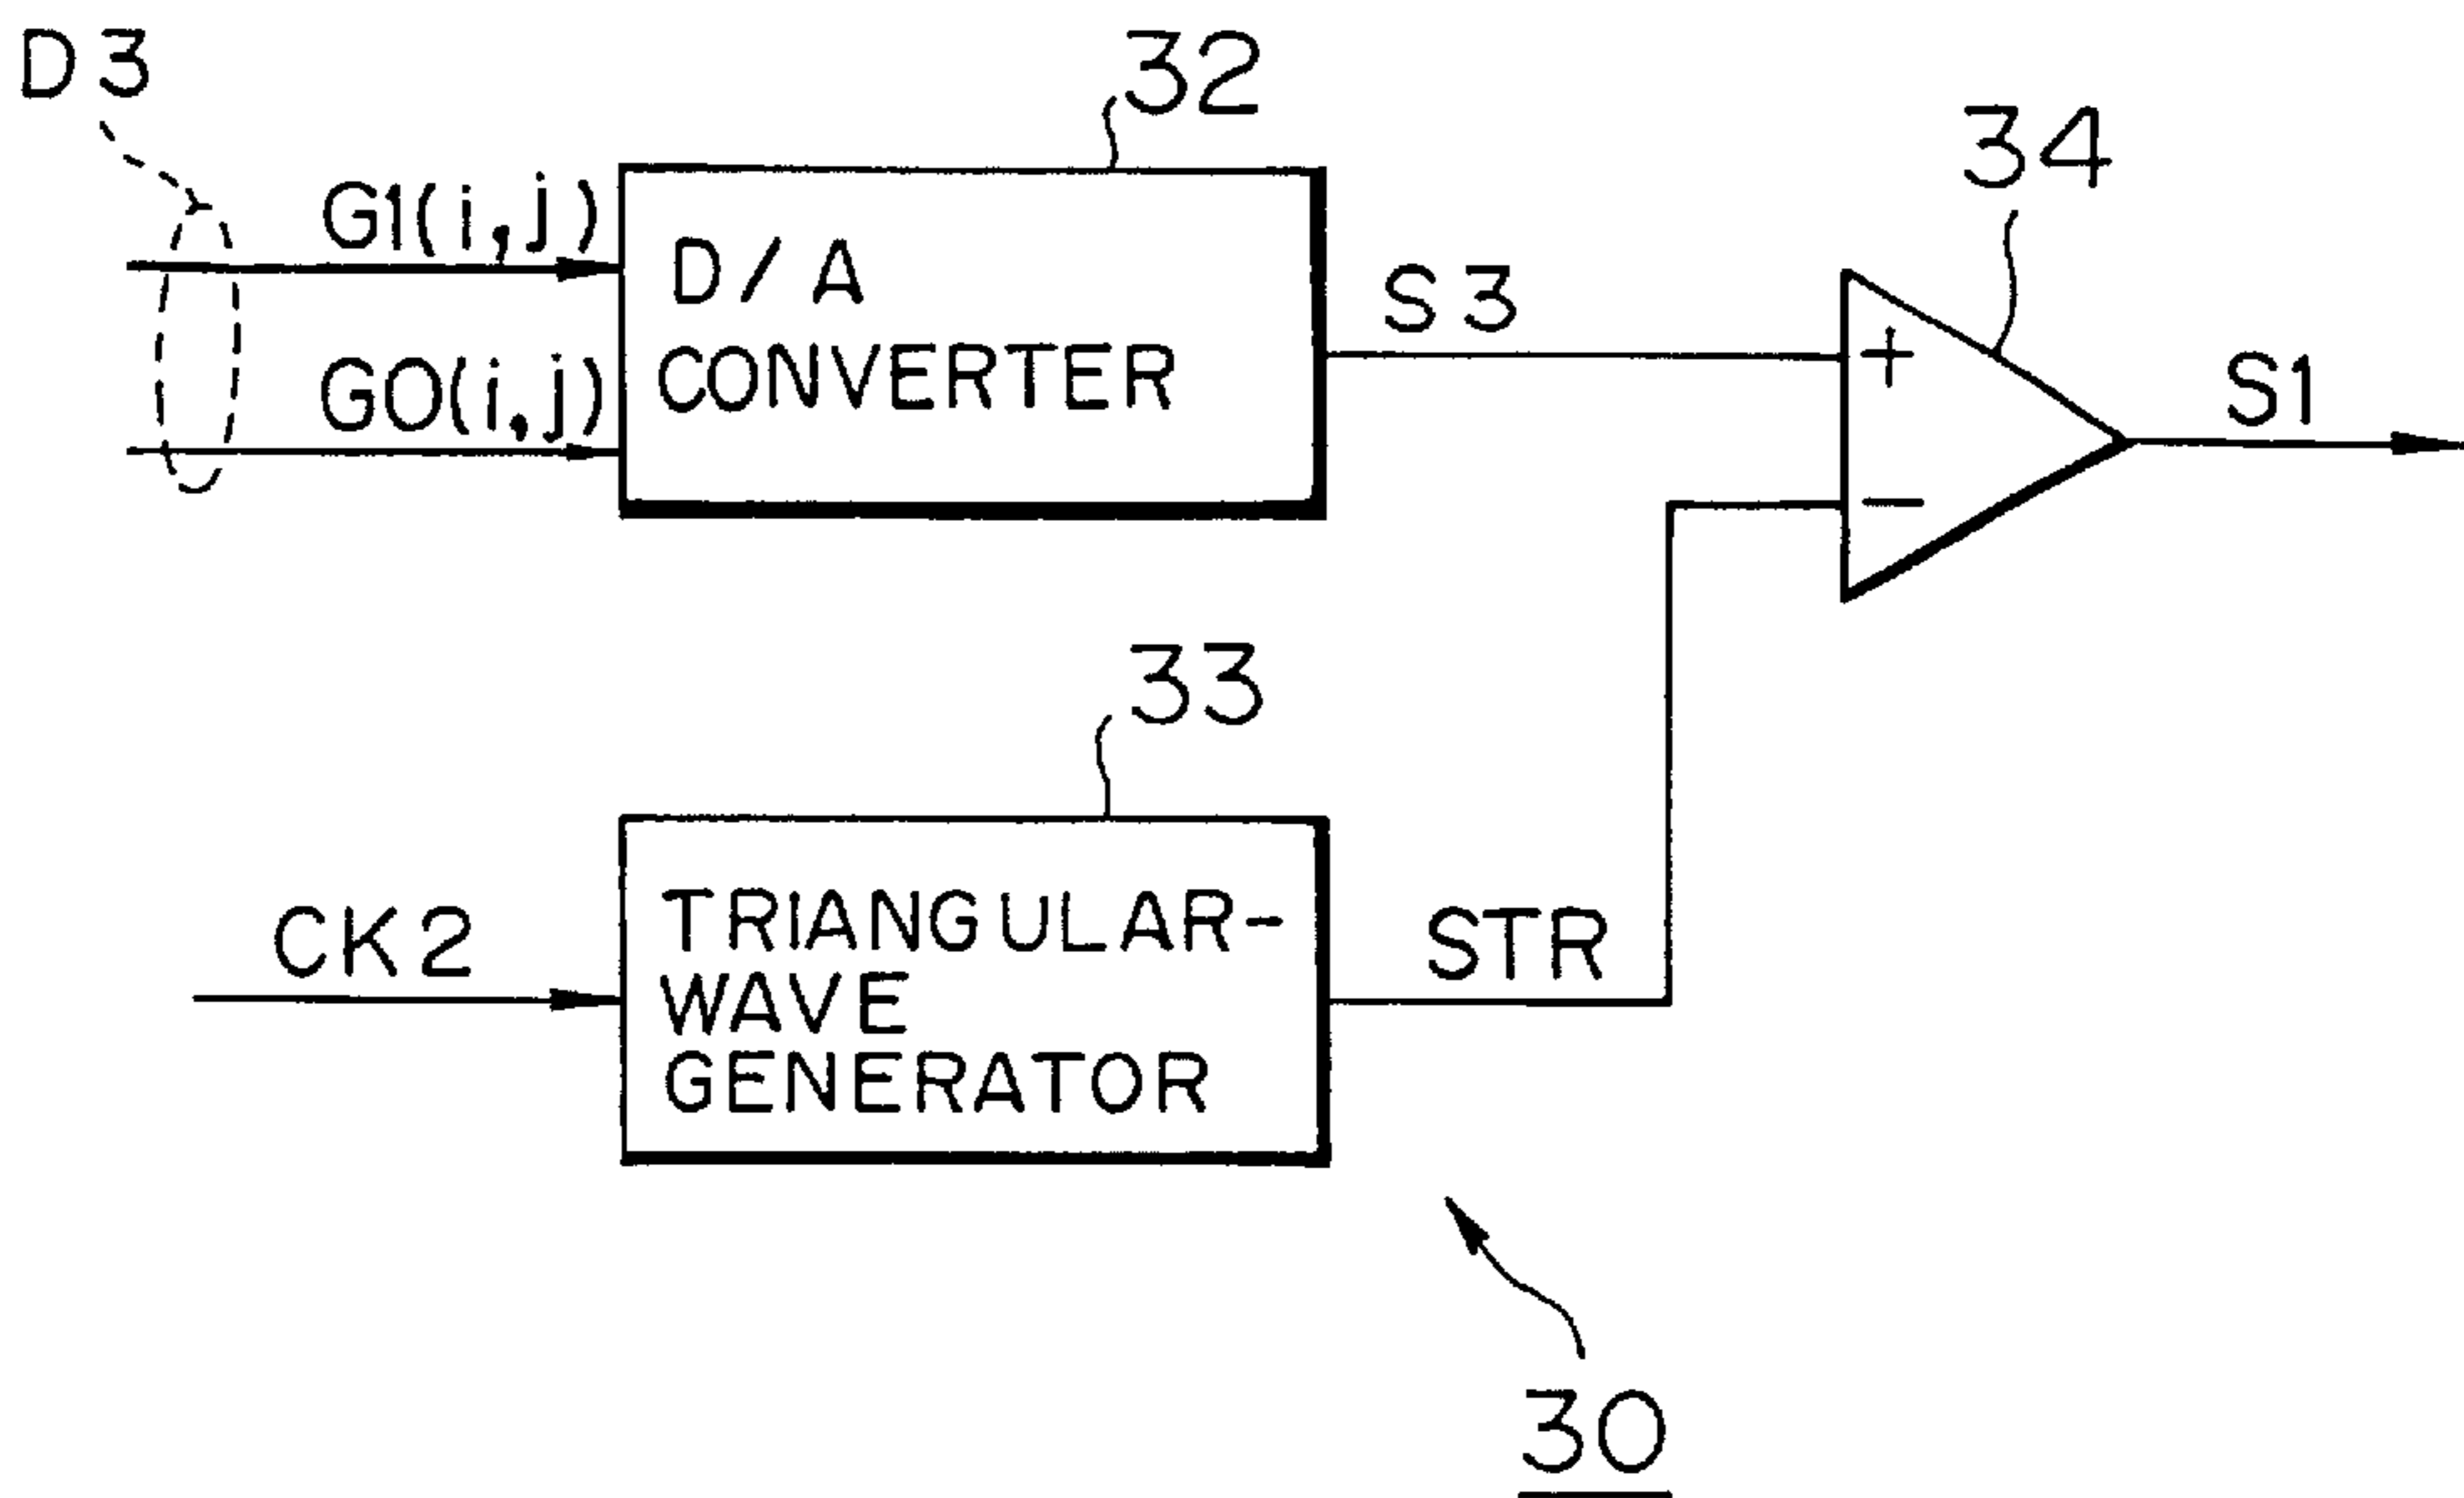 D3
32
34
G1(i,j)
D/A
CONVERTER
S3
+
S1
G0(i,j)
−
33
CK2
TRIANGULAR-
WAVE
GENERATOR
STR
30